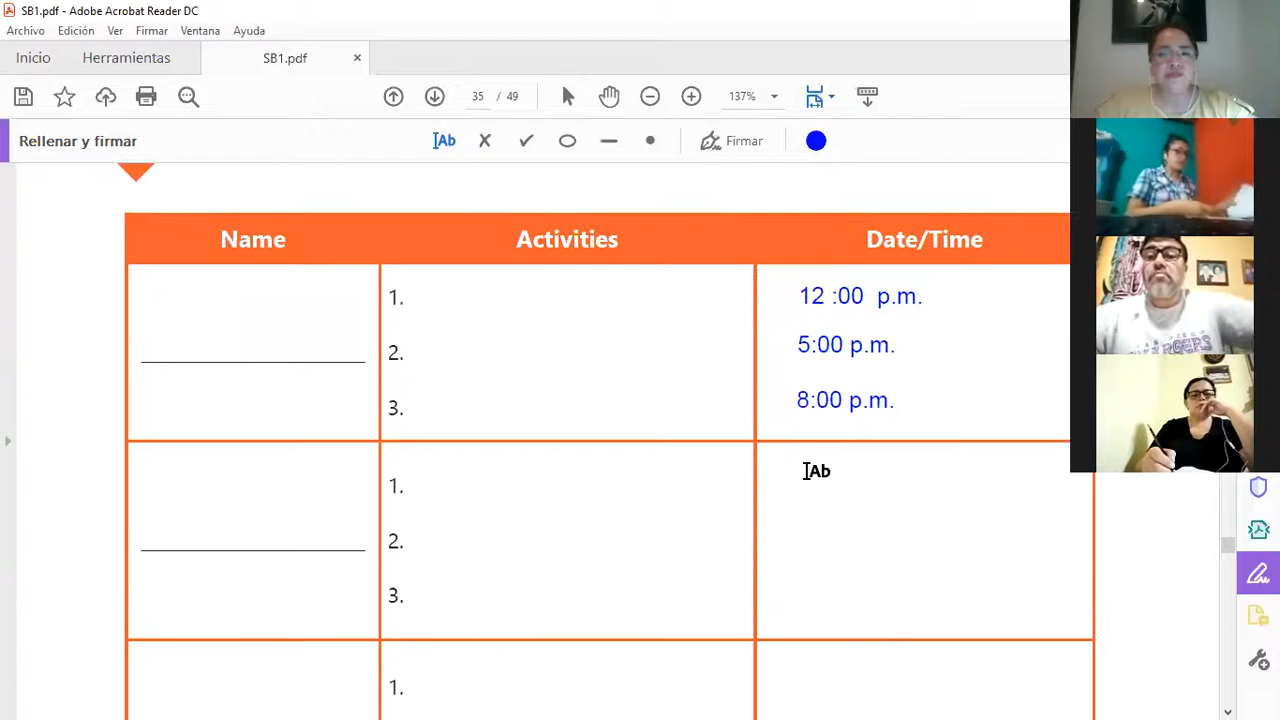 SB1.pdf - Adobe Acrobat Reader DC
Archivo Edición Ver Firmar Ventana Ayuda
Inicio Herramientas SB1.pdf ×
35 / 49 137%
Rellenar y firmar Ab Firmar
Name Activities Date/Time
1. 12 :00 p.m.
2. 5:00 p.m.
3. 8:00 p.m.
1. Ab
2.
3.
1.